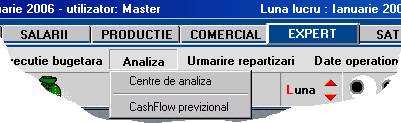 arie 2006 - utilizator: Master Luna lucru : Ianuarie 200
SALARII PRODUCTIE COMERCIAL EXPERT SAT
ecutie bugetara Analiza Urmarire repartizari Date operation
Centre de analiza
Luna
CashFlow previzional